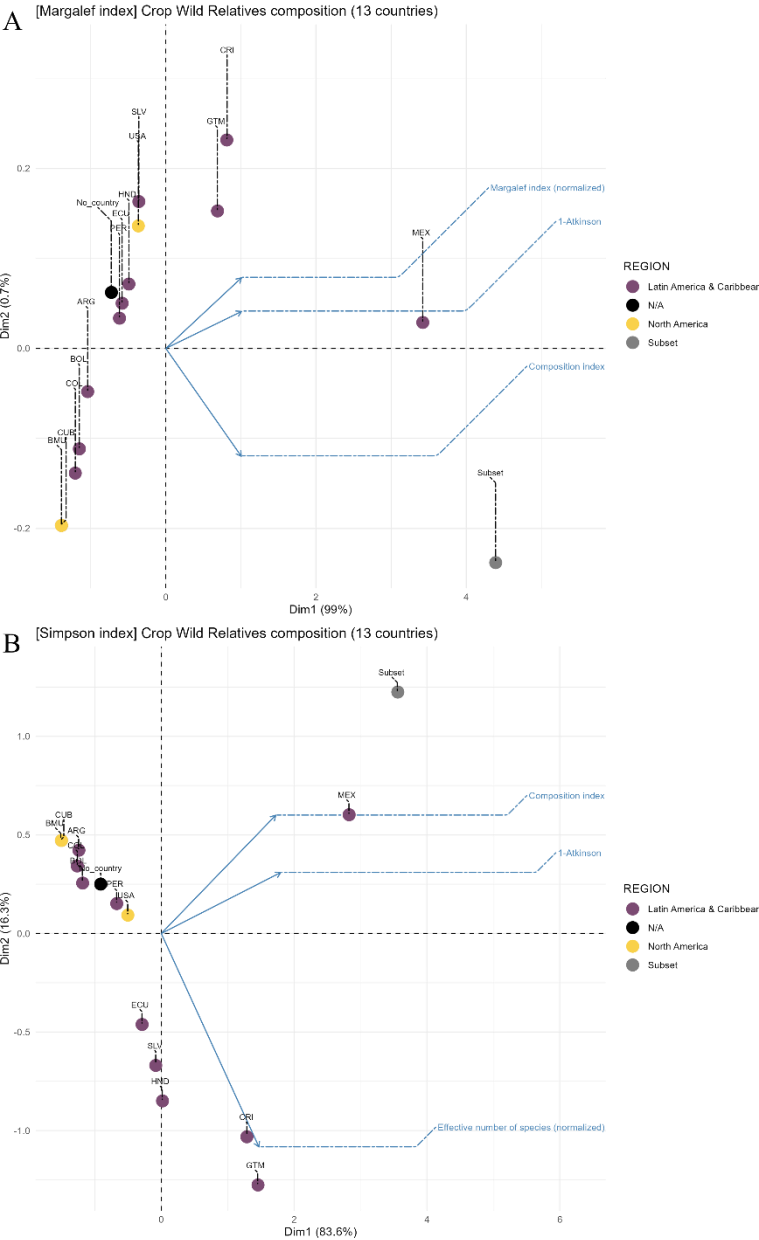 A
[Margalef index] Crop Wild Relatives composition (13 countries)
CRI
SLV
GTM
USA
HND
No_country
ECU
PER
Margalef index (normalized)
1-Atkinson
MEX
ARG
BOL
COL
Composition index
CUB
BMU
Subset
0.2
0.0
-0.2
Dim2 (0.7%)
0
2
4
Dim1 (99%)
REGION
Latin America & Caribbean
N/A
North America
Subset
B
[Simpson index] Crop Wild Relatives composition (13 countries)
Subset
MEX
Composition index
CUB
BMU
ARG
COL
BOL
No_country
PER
USA
1-Atkinson
ECU
SLV
HND
CRI
Effective number of species (normalized)
GTM
1.0
0.5
0.0
-0.5
-1.0
Dim2 (16.3%)
0
2
4
6
Dim1 (83.6%)
REGION
Latin America & Caribbean
N/A
North America
Subset